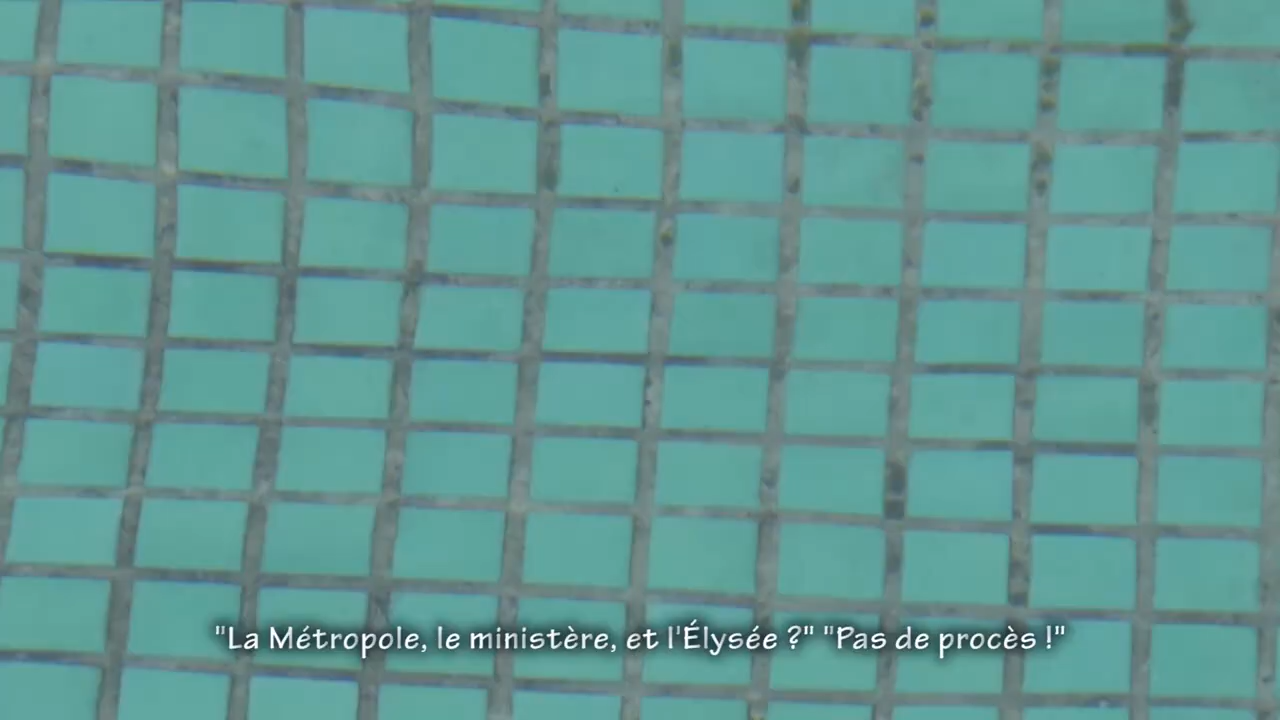 "La Métropole, le ministère, et l'Élysée ?" "Pas de procès !"